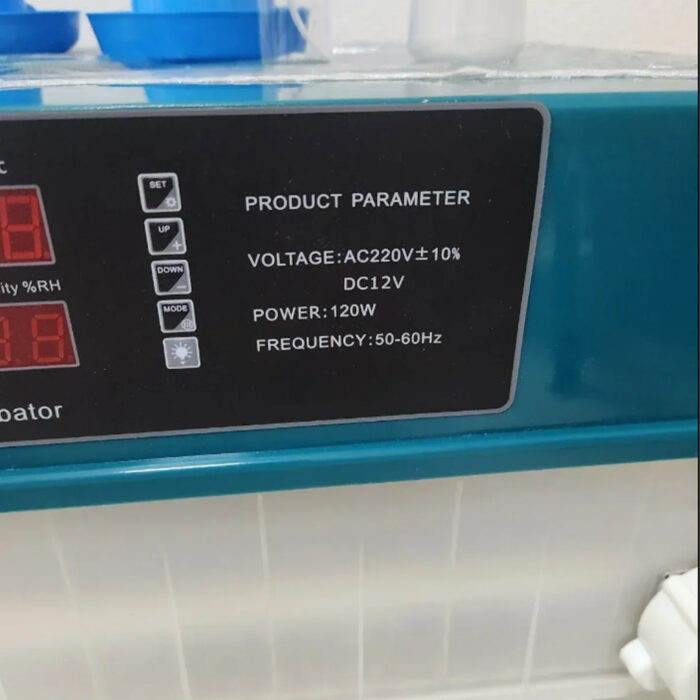 SET
UP
DOWN
MODE
ity %RH
bator
PRODUCT PARAMETER
VOLTAGE:AC220V±10%
DC12V
POWER:120W
FREQUENCY:50-60Hz